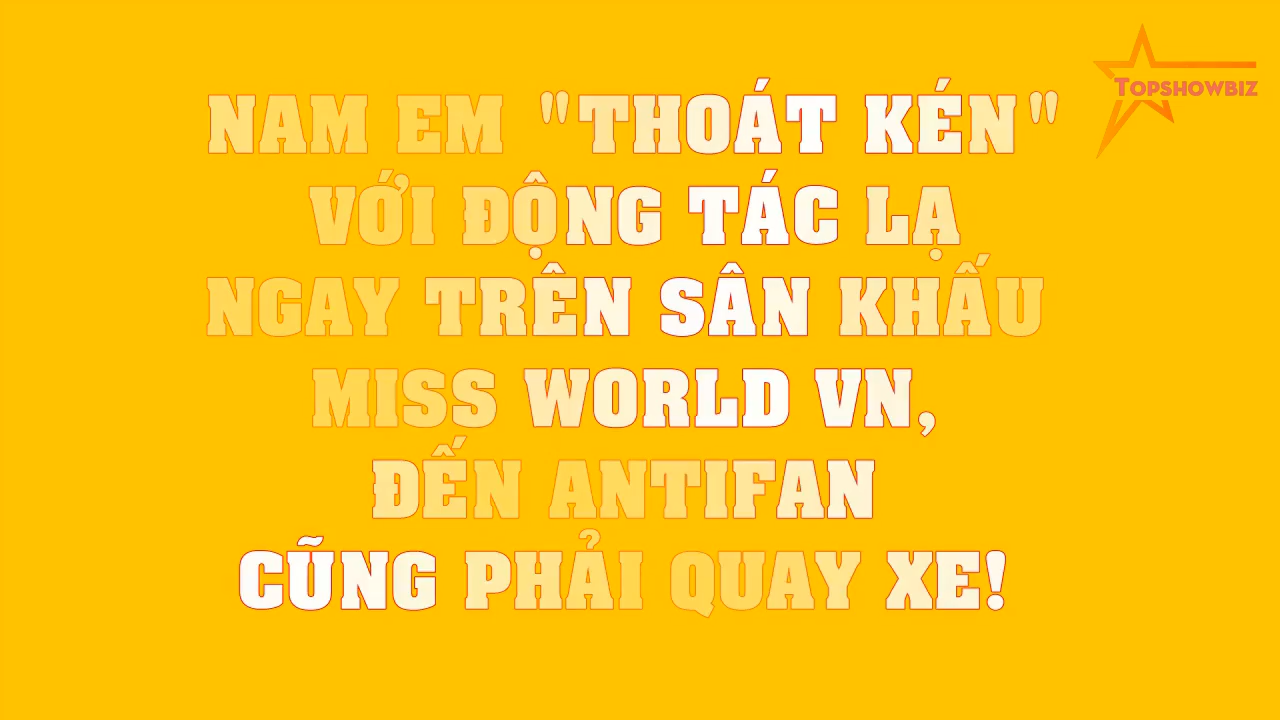 TOPSHOWBIZ
NAM EM "THOÁT KÉN"
VỚI ĐỘNG TÁC LẠ
NGAY TRÊN SÂN KHẤU
MISS WORLD VN,
ĐẾN ANTIFAN
CŨNG PHẢI QUAY XE!